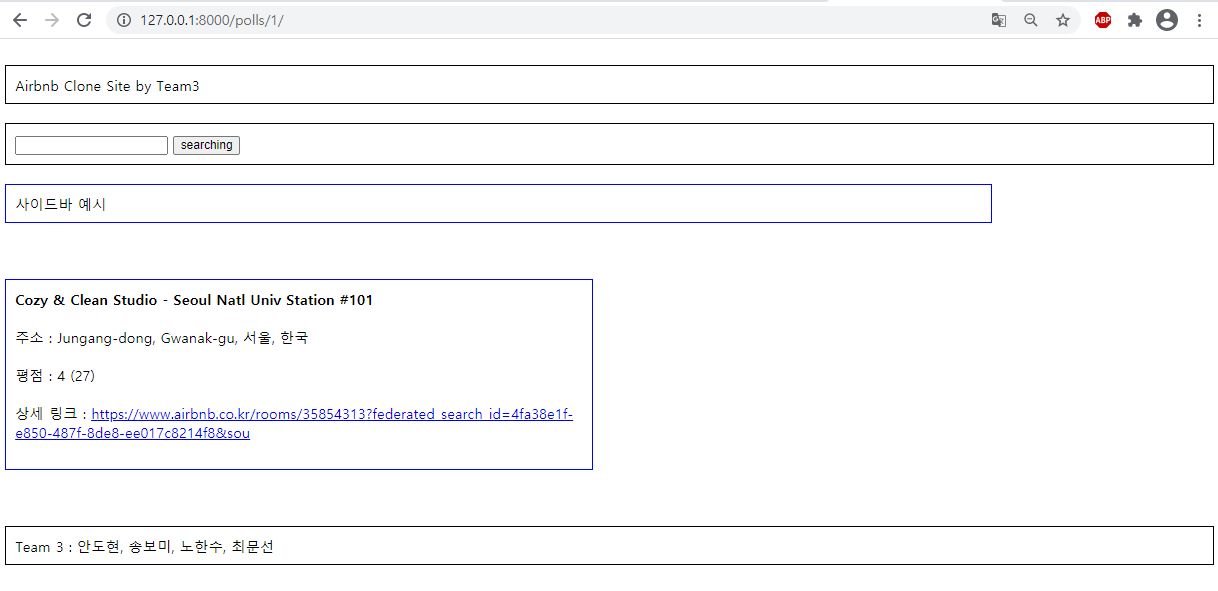 127.0.0.1:8000/polls/1/
ABP
Airbnb Clone Site by Team3
searching
사이드바 예시
Cozy & Clean Studio - Seoul Natl Univ Station #101
주소 : Jungang-dong, Gwanak-gu, 서울, 한국
평점 : 4 (27)
상세 링크 : https://www.airbnb.co.kr/rooms/35854313?federated_search_id=4fa38e1f-
e850-487f-8de8-ee017c8214f8&sou
Team 3 : 안도현, 송보미, 노한수, 최문선